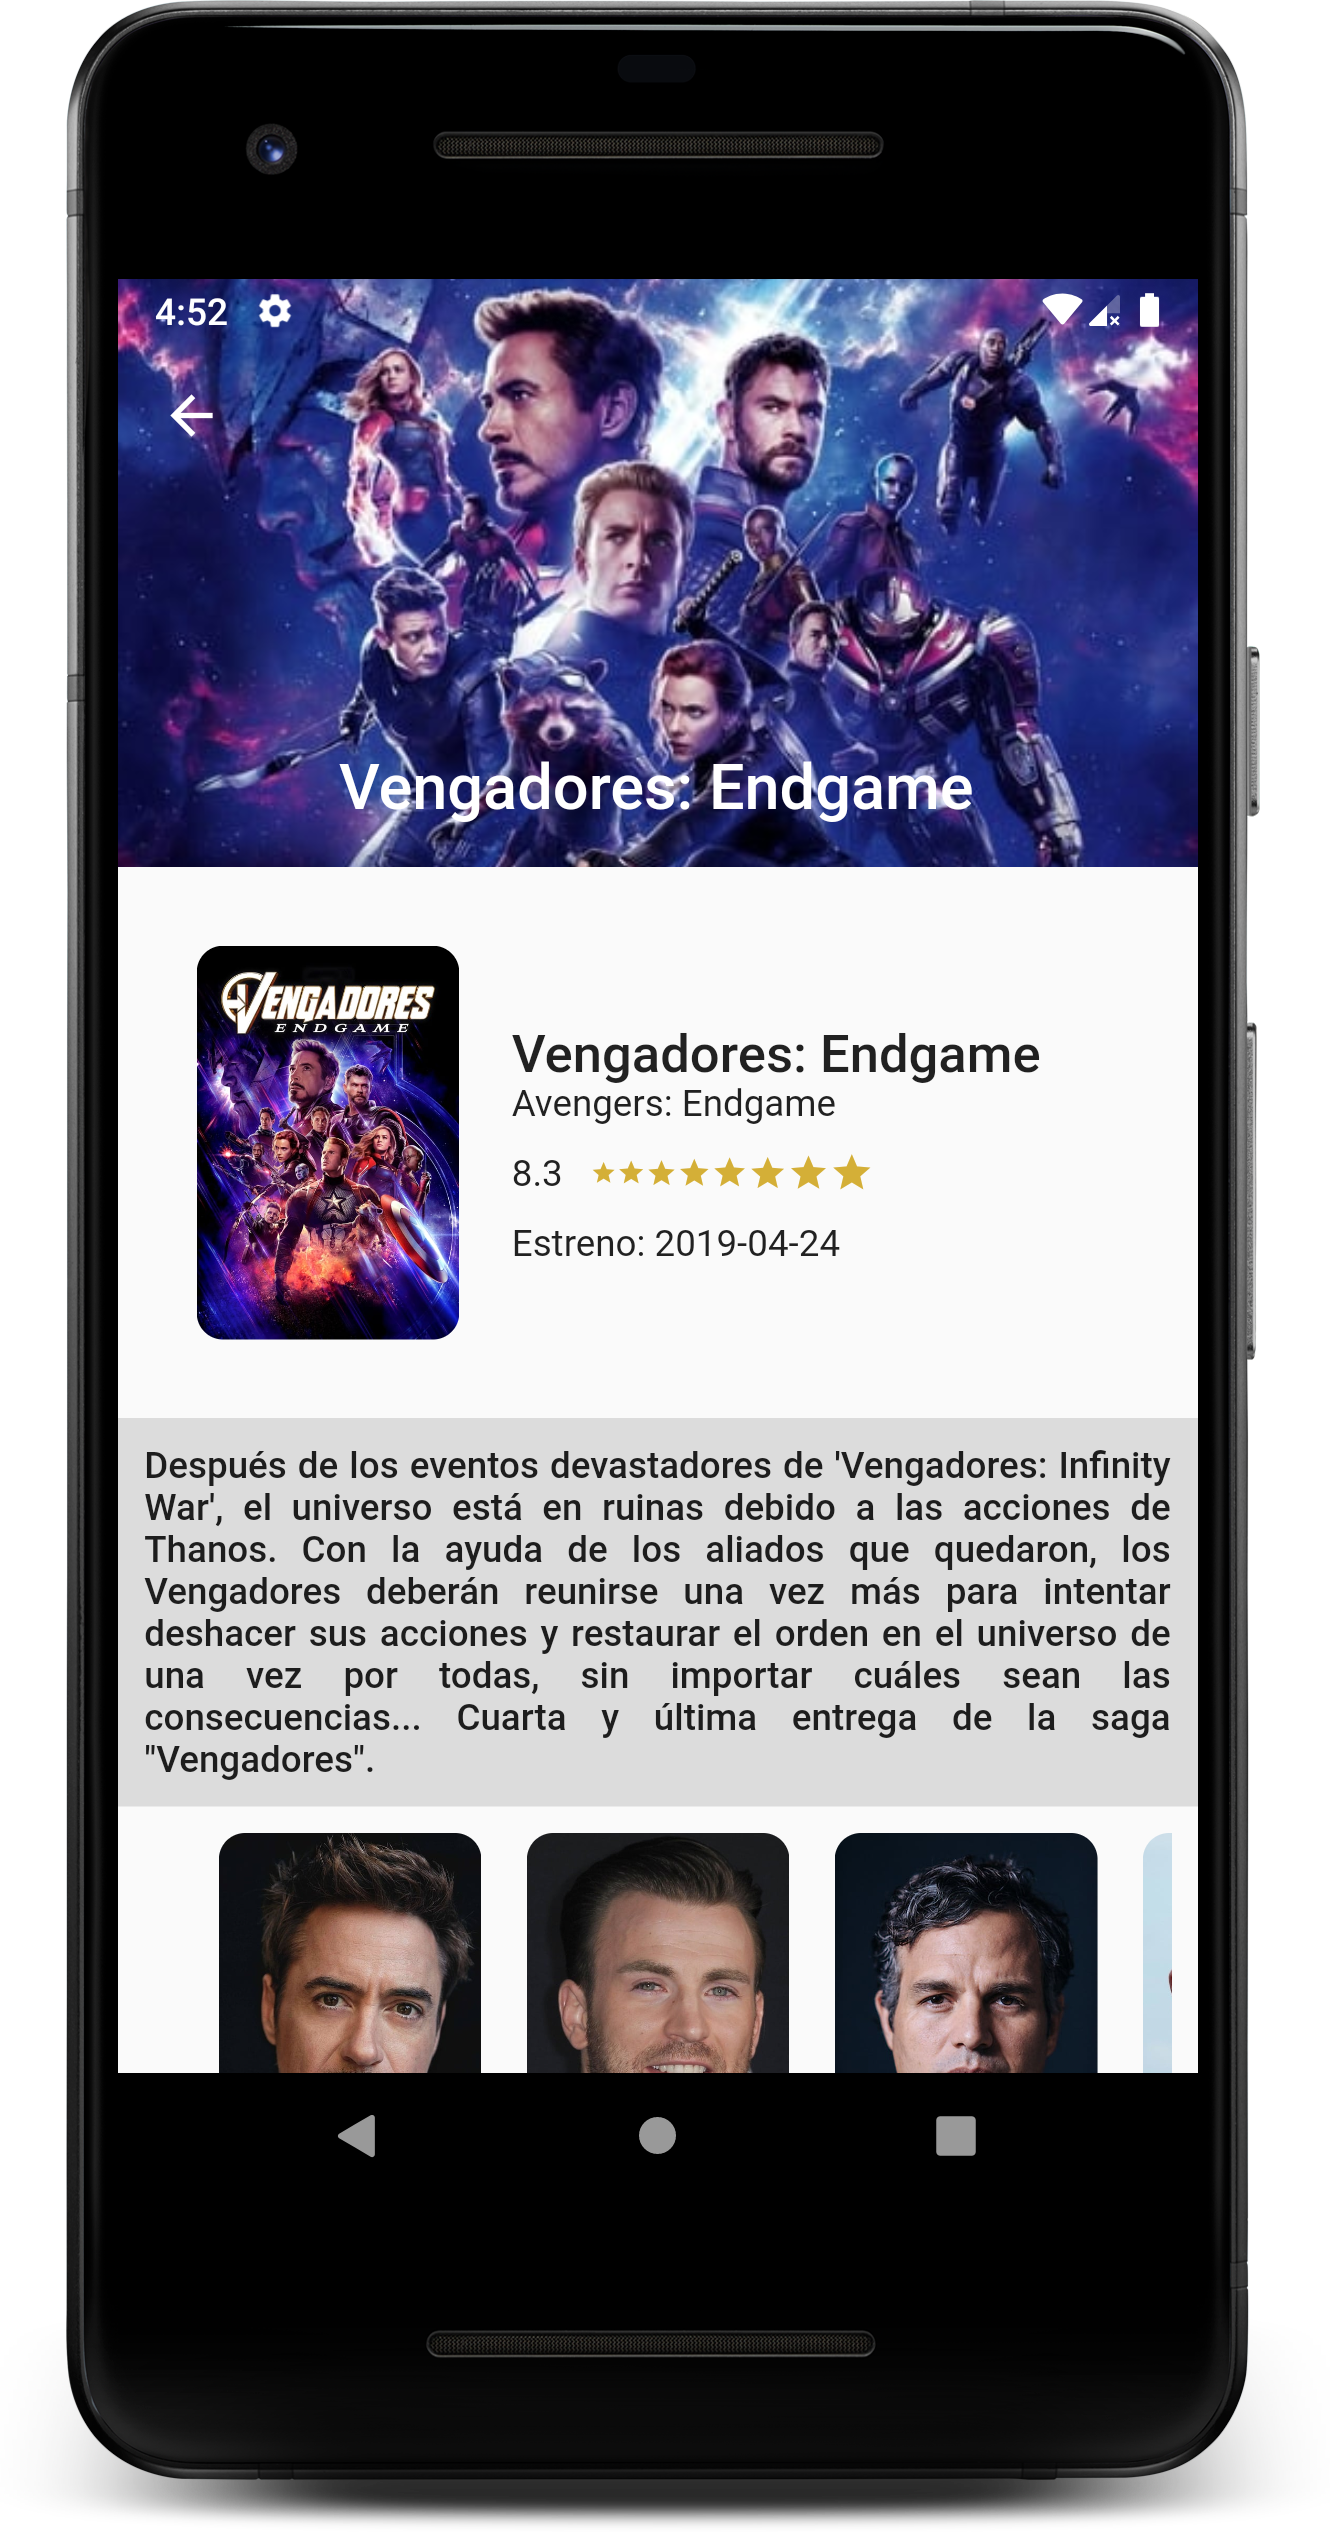 4:52
Vengadores: Endgame
VENGADORES
ENDGAME
Vengadores: Endgame
Avengers: Endgame
8.3
Estreno: 2019-04-24
Después de los eventos devastadores de 'Vengadores: Infinity
War', el universo está en ruinas debido a las acciones de
Thanos. Con la ayuda de los aliados que quedaron, los
Vengadores deberán reunirse una vez más para intentar
deshacer sus acciones y restaurar el orden en el universo de
una vez por todas, sin importar cuáles sean las
consecuencias... Cuarta y última entrega de la saga
"Vengadores".